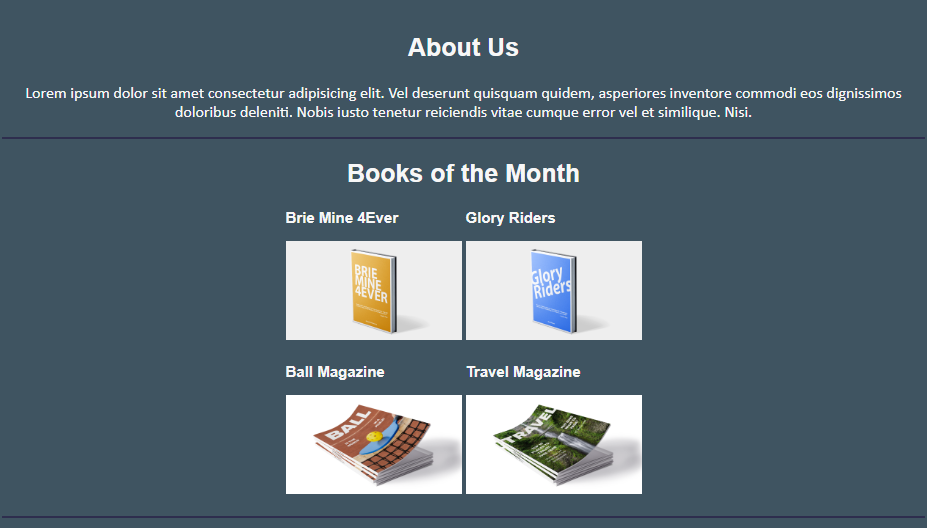 About Us
Lorem ipsum dolor sit amet consectetur adipisicing elit. Vel deserunt quisquam quidem, asperiores inventore commodi eos dignissimos
doloribus deleniti. Nobis iusto tenetur reiciendis vitae cumque error vel et similique. Nisi.
Books of the Month
Brie Mine 4Ever
Glory Riders
BRIE
MINE
4EVER
Glory
Riders
Ball Magazine
Travel Magazine
BALL
TRAVEL